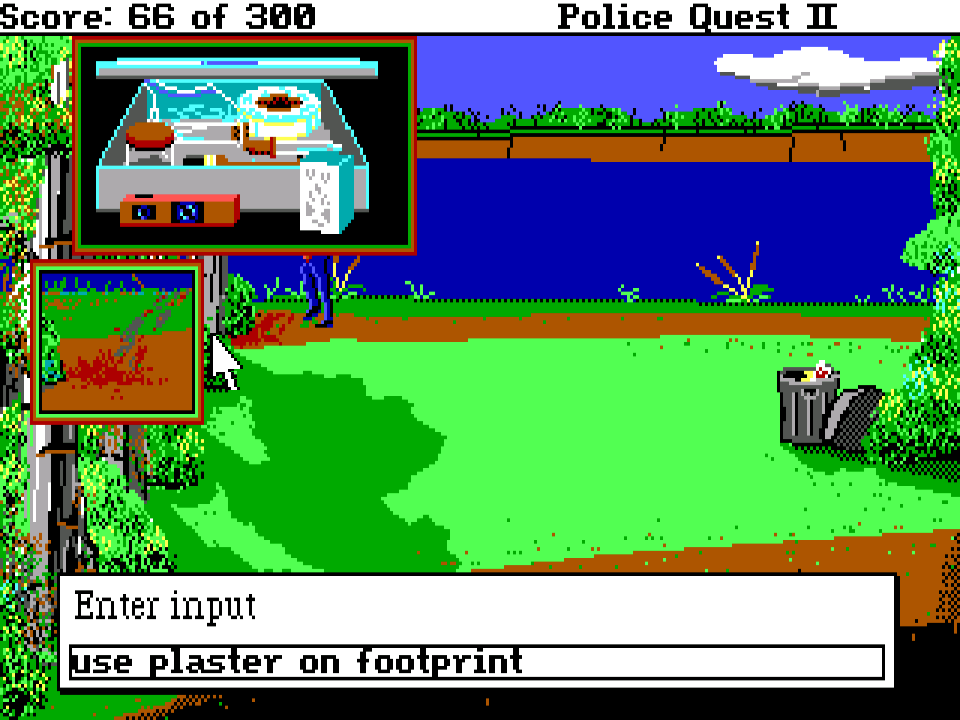 Score: 66 of 300 Police Quest II
Enter input
use plaster on footprint